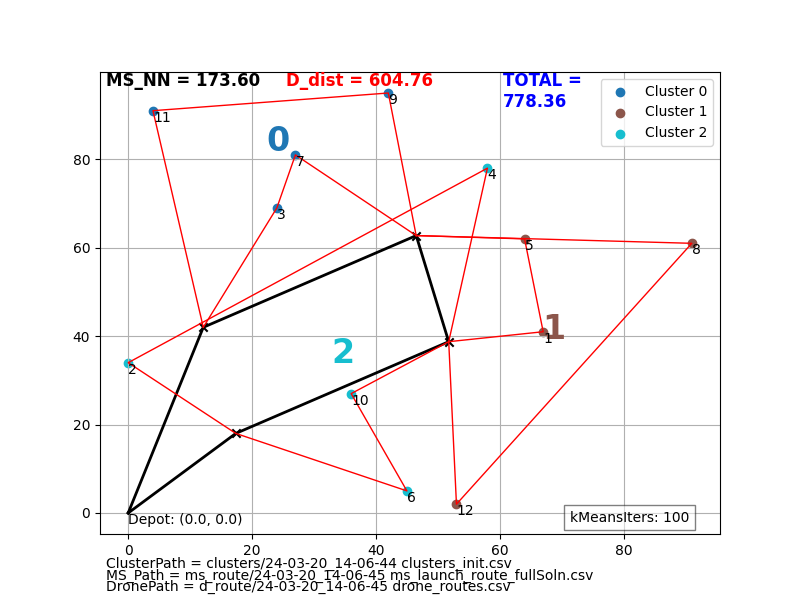 MS_NN = 173.60 D_dist = 604.76 TOTAL =
778.36
Cluster 0
Cluster 1
Cluster 2
11
9
0
7
4
3
5
8
1
1
2
2
10
6
12
Depot: (0.0, 0.0)
kMeansIters: 100
80
60
40
20
0
0 20 40 60 80
ClusterPath = clusters/24-03-20_14-06-44 clusters_init.csv
MS_Path = ms_route/24-03-20_14-06-45 ms_launch_route_fullSoln.csv
DronePath = d_route/24-03-20_14-06-45 drone_routes.csv